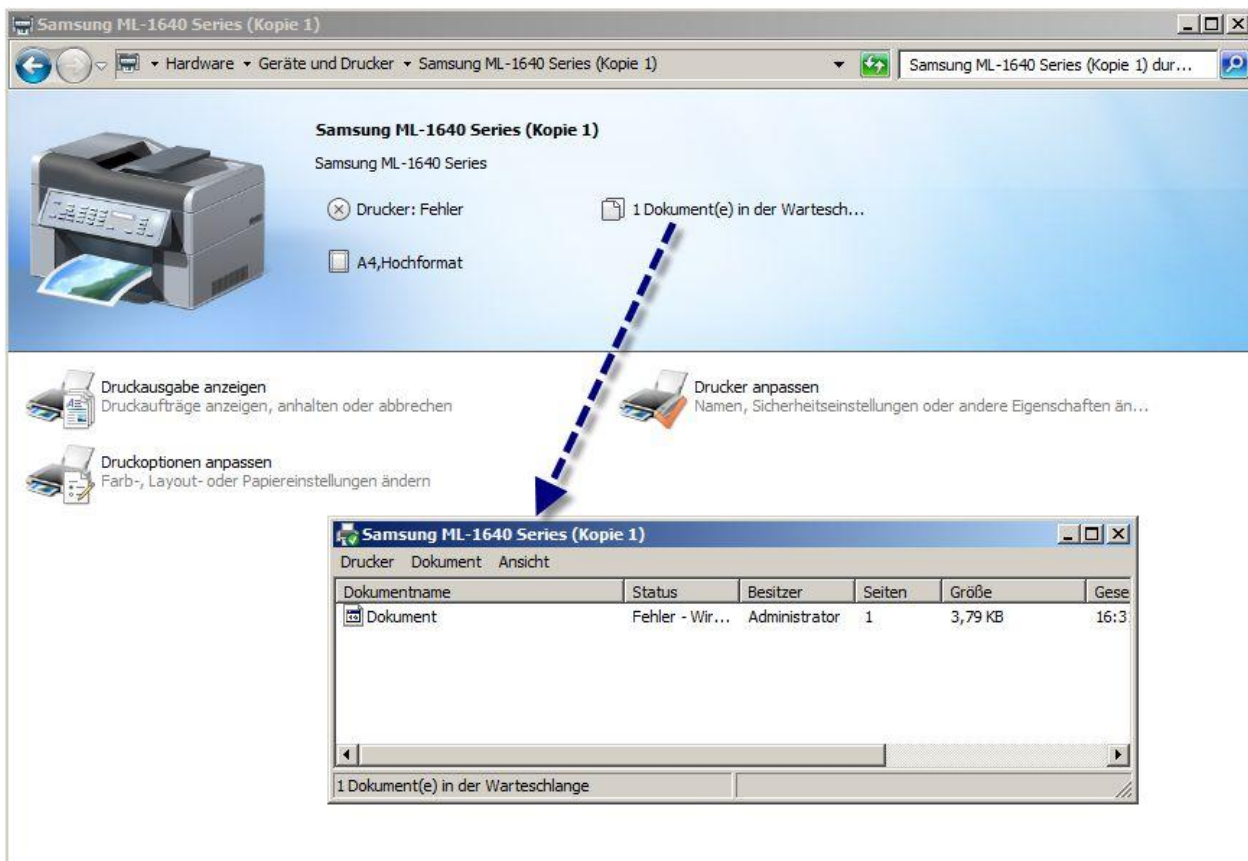 Samsung ML-1640 Series (Kopie 1)
Hardware Geräte und Drucker Samsung ML-1640 Series (Kopie 1)
Samsung ML-1640 Series (Kopie 1) dur...
Samsung ML-1640 Series (Kopie 1)
Samsung ML-1640 Series
Drucker: Fehler
1 Dokument(e) in der Wartesch...
A4,Hochformat
Druckausgabe anzeigen
Druckaufträge anzeigen, anhalten oder abbrechen
Drucker anpassen
Namen, Sicherheitseinstellungen oder andere Eigenschaften än...
Druckoptionen anpassen
Farb-, Layout- oder Papiereinstellungen ändern
Samsung ML-1640 Series (Kopie 1)
Drucker Dokument Ansicht
Dokumentname Status Besitzer Seiten Größe Gese
Dokument Fehler - Wir... Administrator 1 3,79 KB 16:3
1 Dokument(e) in der Warteschlange